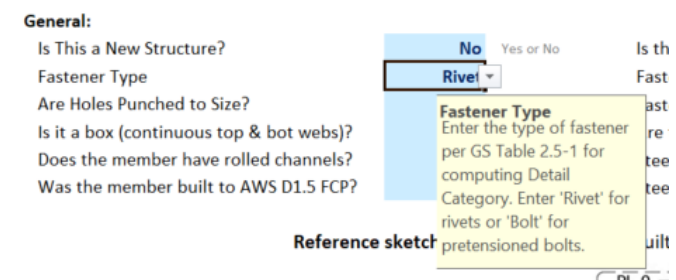 General:
Is This a New Structure? No Yes or No Is th
Fastener Type Rivet Fast
Are Holes Punched to Size? ast
Is it a box (continuous top & bot webs)? re
Does the member have rolled channels? tee
Was the member built to AWS D1.5 FCP? tee
Fastener Type
Enter the type of fastener
per GS Table 2.5-1 for
computing Detail
Category. Enter 'Rivet' for
rivets or 'Bolt' for
pretensioned bolts.
Reference sketch uilt